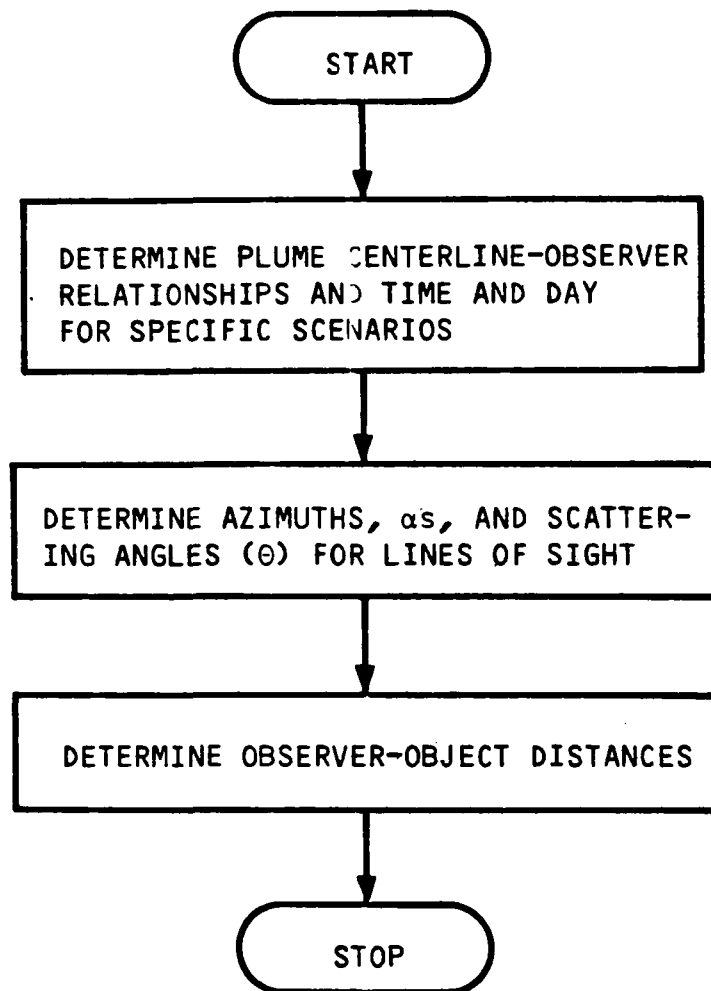 START
DETERMINE PLUME CENTERLINE-OBSERVER
RELATIONSHIPS AND TIME AND DAY
FOR SPECIFIC SCENARIOS
DETERMINE AZIMUTHS, αs, AND SCATTER-
ING ANGLES (θ) FOR LINES OF SIGHT
DETERMINE OBSERVER-OBJECT DISTANCES
STOP